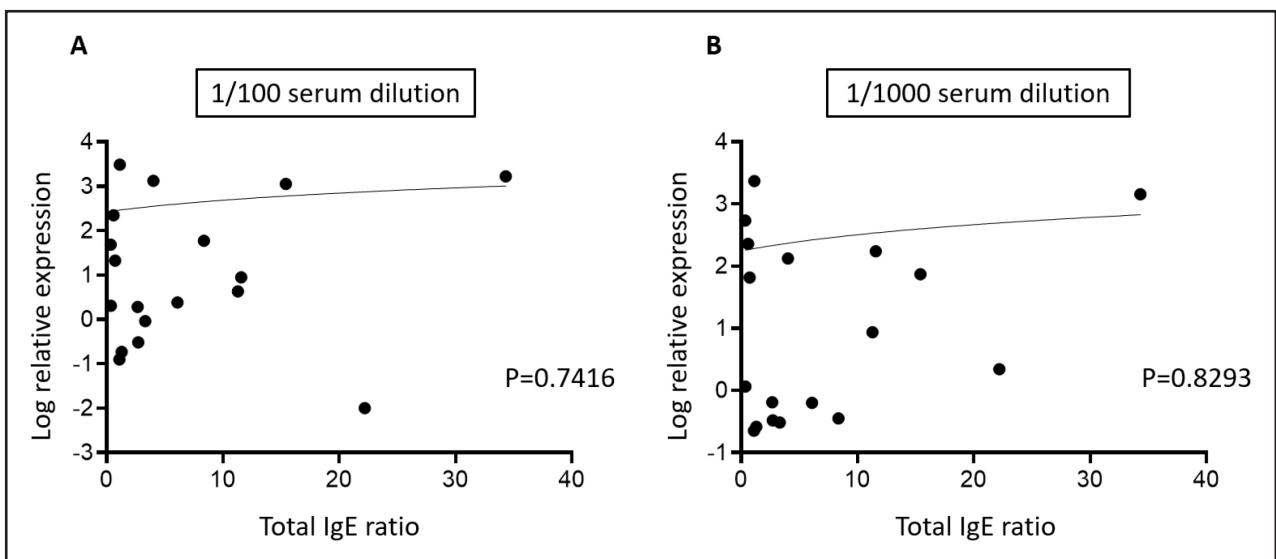 A
1/100 serum dilution
Log relative expression
4
3
2
1
0
-1
-2
-3
0 10 20 30 40
P=0.7416
Total IgE ratio
B
1/1000 serum dilution
Log relative expression
4
3
2
1
0
-1
0 10 20 30 40
P=0.8293
Total IgE ratio